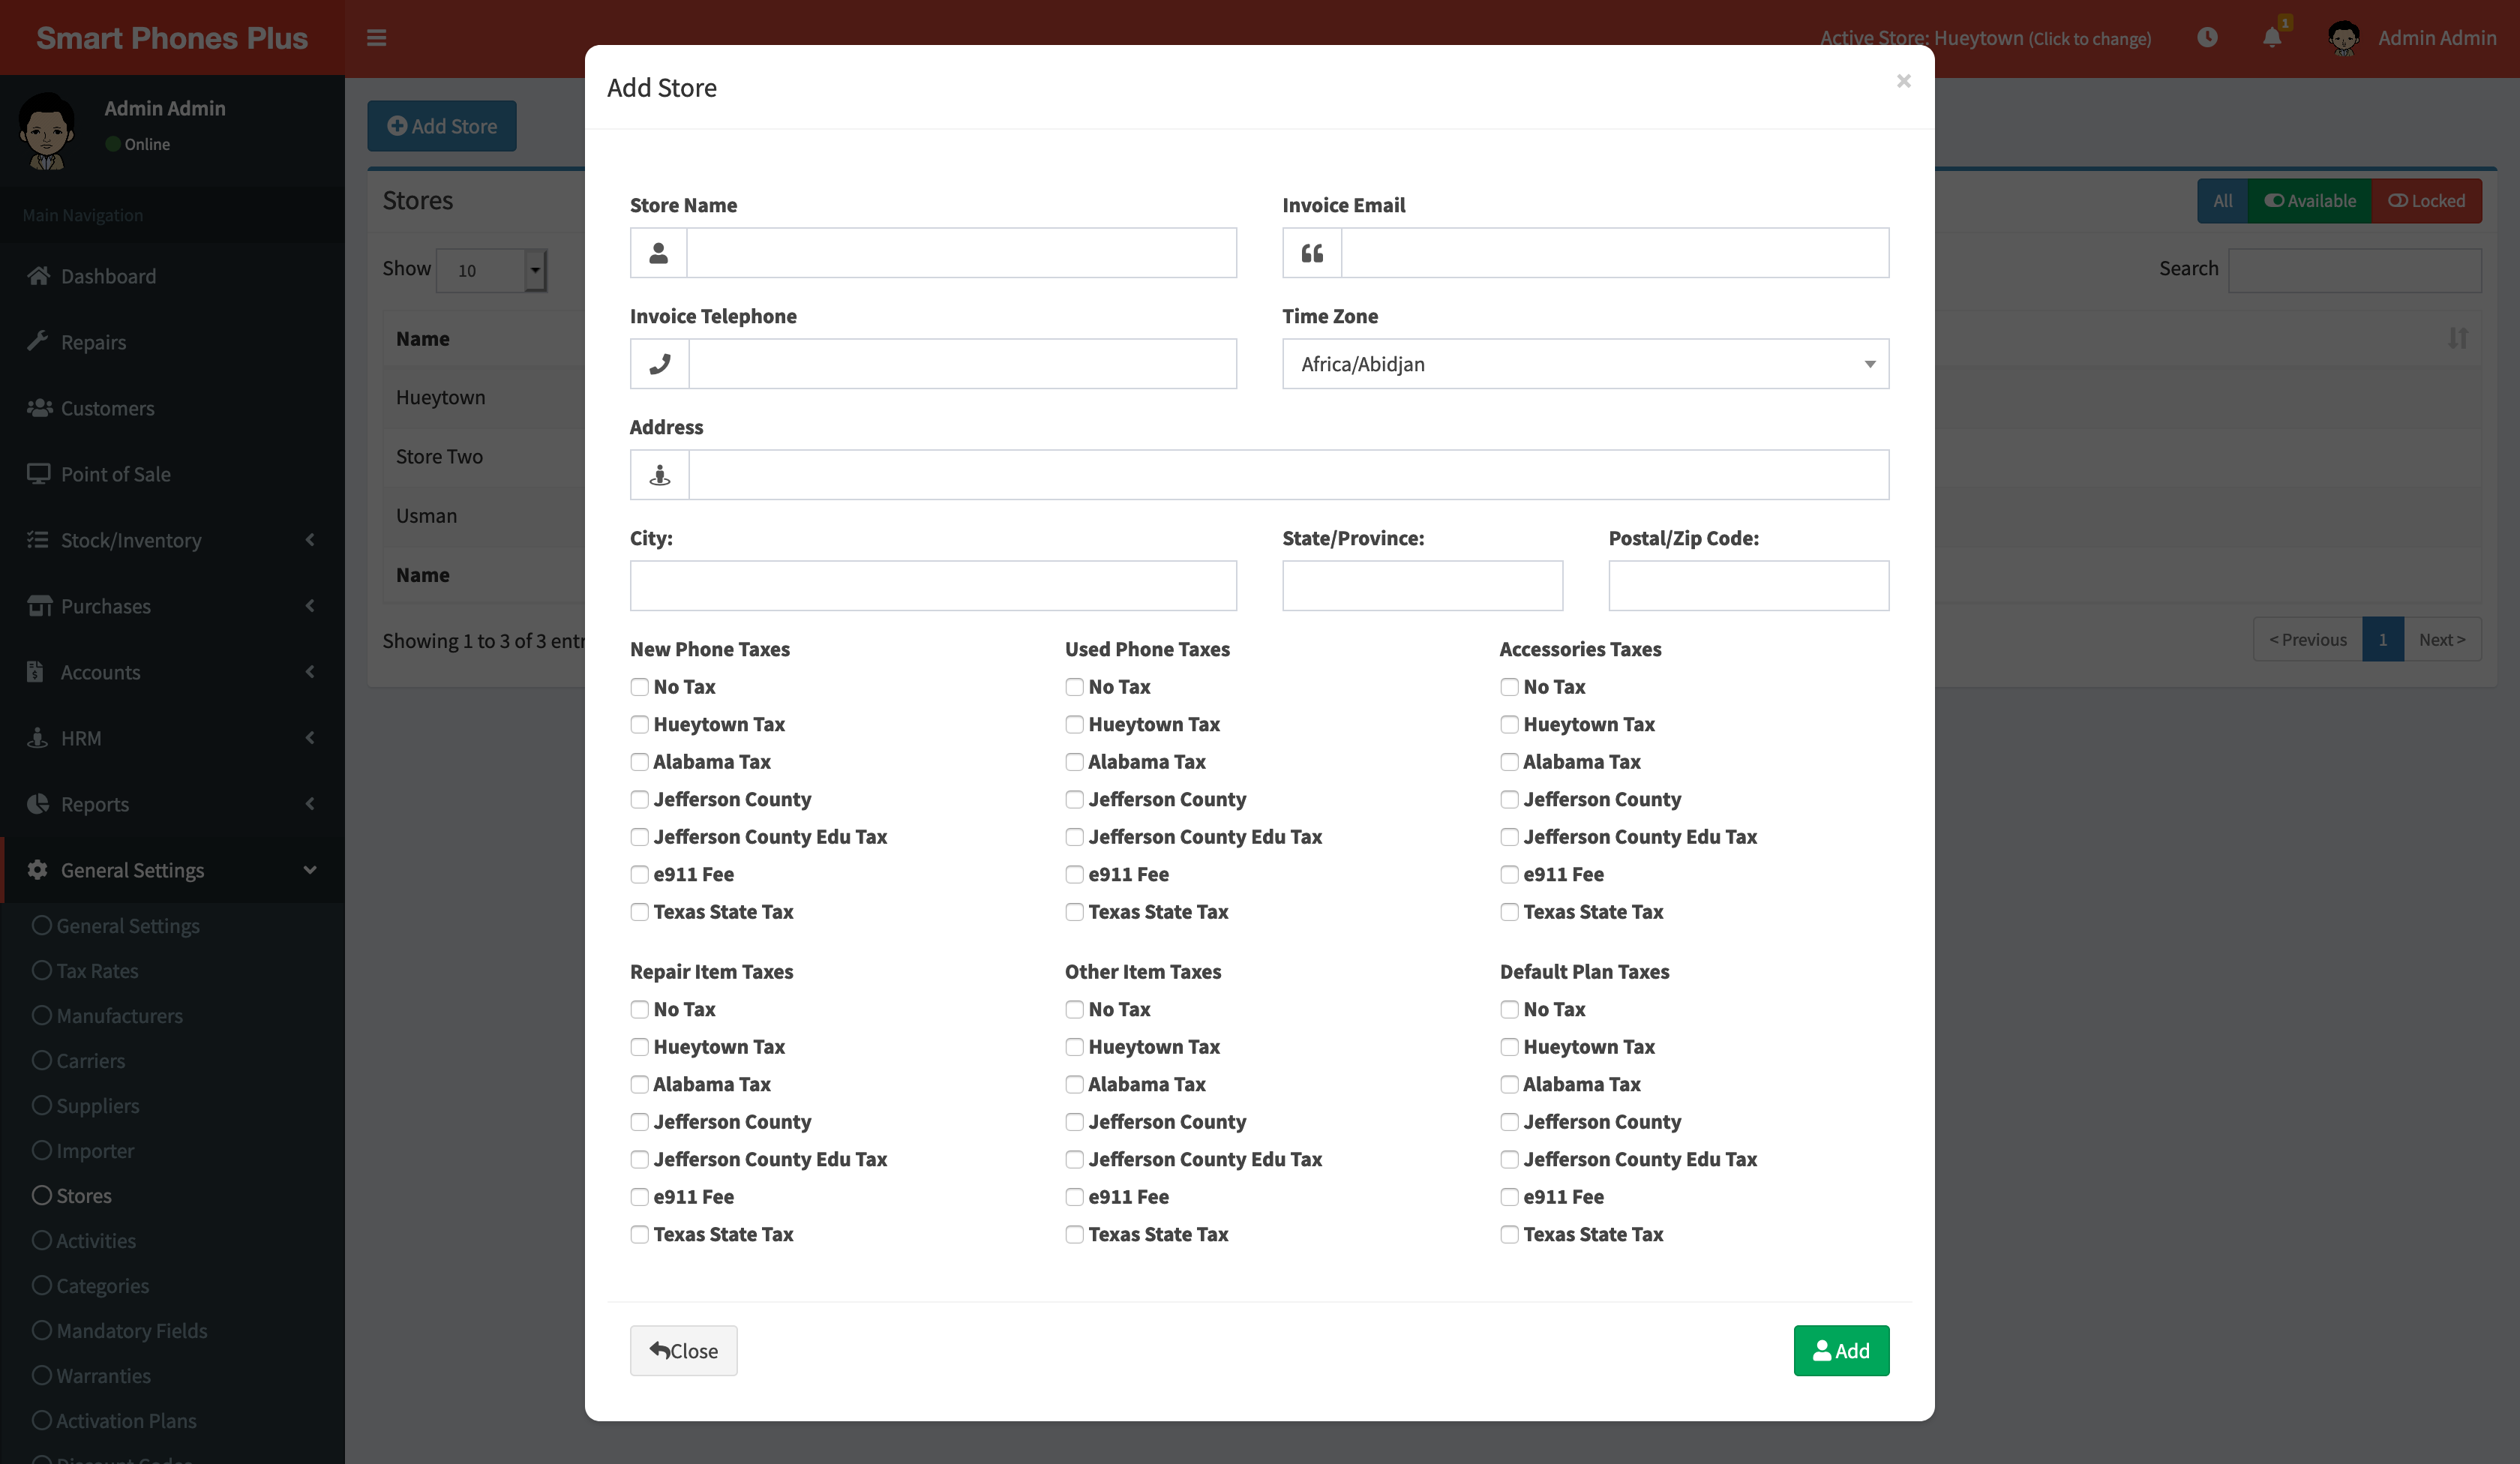 Smart Phones Plus
Active Store: Hueytown (Click to change)
1
Admin Admin
Admin Admin
Online
Main Navigation
Dashboard
Repairs
Customers
Point of Sale
Stock/Inventory
Purchases
Accounts
HRM
Reports
General Settings
General Settings
Tax Rates
Manufacturers
Carriers
Suppliers
Importer
Stores
Activities
Categories
Mandatory Fields
Warranties
Activation Plans
Discount Codes
Add Store
Stores
All
Available
Locked
Show 10
Search
Name
Hueytown
Store Two
Usman
Name
Showing 1 to 3 of 3
< Previous 1 Next >
Add Store
×
Store Name Invoice Email
Invoice Telephone Time Zone
Africa/Abidjan
Address
City: State/Province: Postal/Zip Code:
New Phone Taxes Used Phone Taxes Accessories Taxes
No Tax No Tax No Tax
Hueytown Tax Hueytown Tax Hueytown Tax
Alabama Tax Alabama Tax Alabama Tax
Jefferson County Jefferson County Jefferson County
Jefferson County Edu Tax Jefferson County Edu Tax Jefferson County Edu Tax
e911 Fee e911 Fee e911 Fee
Texas State Tax Texas State Tax Texas State Tax
Repair Item Taxes Other Item Taxes Default Plan Taxes
No Tax No Tax No Tax
Hueytown Tax Hueytown Tax Hueytown Tax
Alabama Tax Alabama Tax Alabama Tax
Jefferson County Jefferson County Jefferson County
Jefferson County Edu Tax Jefferson County Edu Tax Jefferson County Edu Tax
e911 Fee e911 Fee e911 Fee
Texas State Tax Texas State Tax Texas State Tax
Close
Add